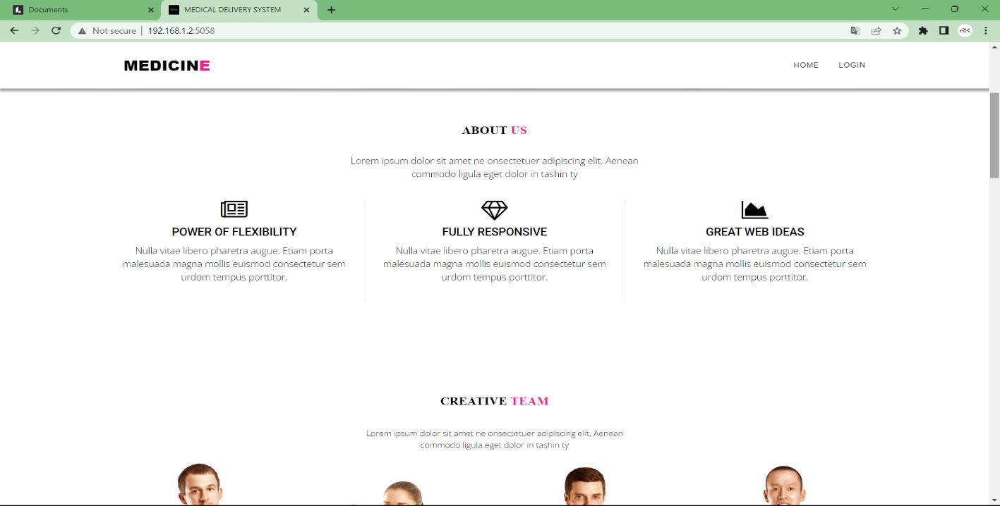 Documents
MEDICAL DELIVERY SYSTEM
Not secure | 192.168.1.2:5058
MEDICINE
HOME LOGIN
ABOUT US
Lorem ipsum dolor sit amet ne onsectetuer adipiscing elit. Aenean
commodo ligula eget dolor in tashin ty
POWER OF FLEXIBILITY
Nulla vitae libero pharetra augue. Etiam porta
malesuada magna mollis euismod consectetur sem
urdom tempus porttitor.
FULLY RESPONSIVE
Nulla vitae libero pharetra augue. Etiam porta
malesuada magna mollis euismod consectetur sem
urdom tempus porttitor.
GREAT WEB IDEAS
Nulla vitae libero pharetra augue. Etiam porta
malesuada magna mollis euismod consectetur sem
urdom tempus porttitor.
CREATIVE TEAM
Lorem ipsum dolor sit amet ne onsectetuer adipiscing elit. Aenean
commodo ligula eget dolor in tashin ty